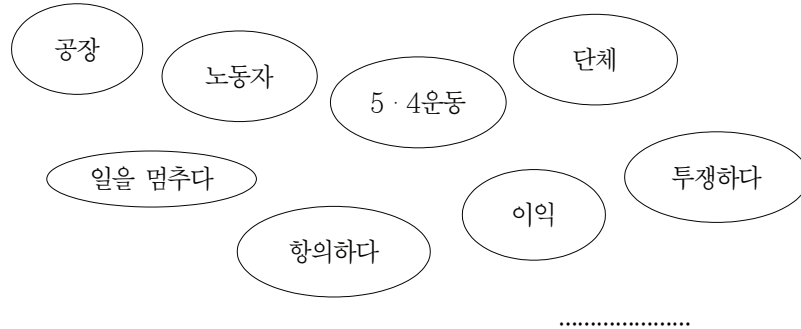 공장
노동자
5·4운동
단체
일을 멈추다
항의하다
이익
투쟁하다
.....................